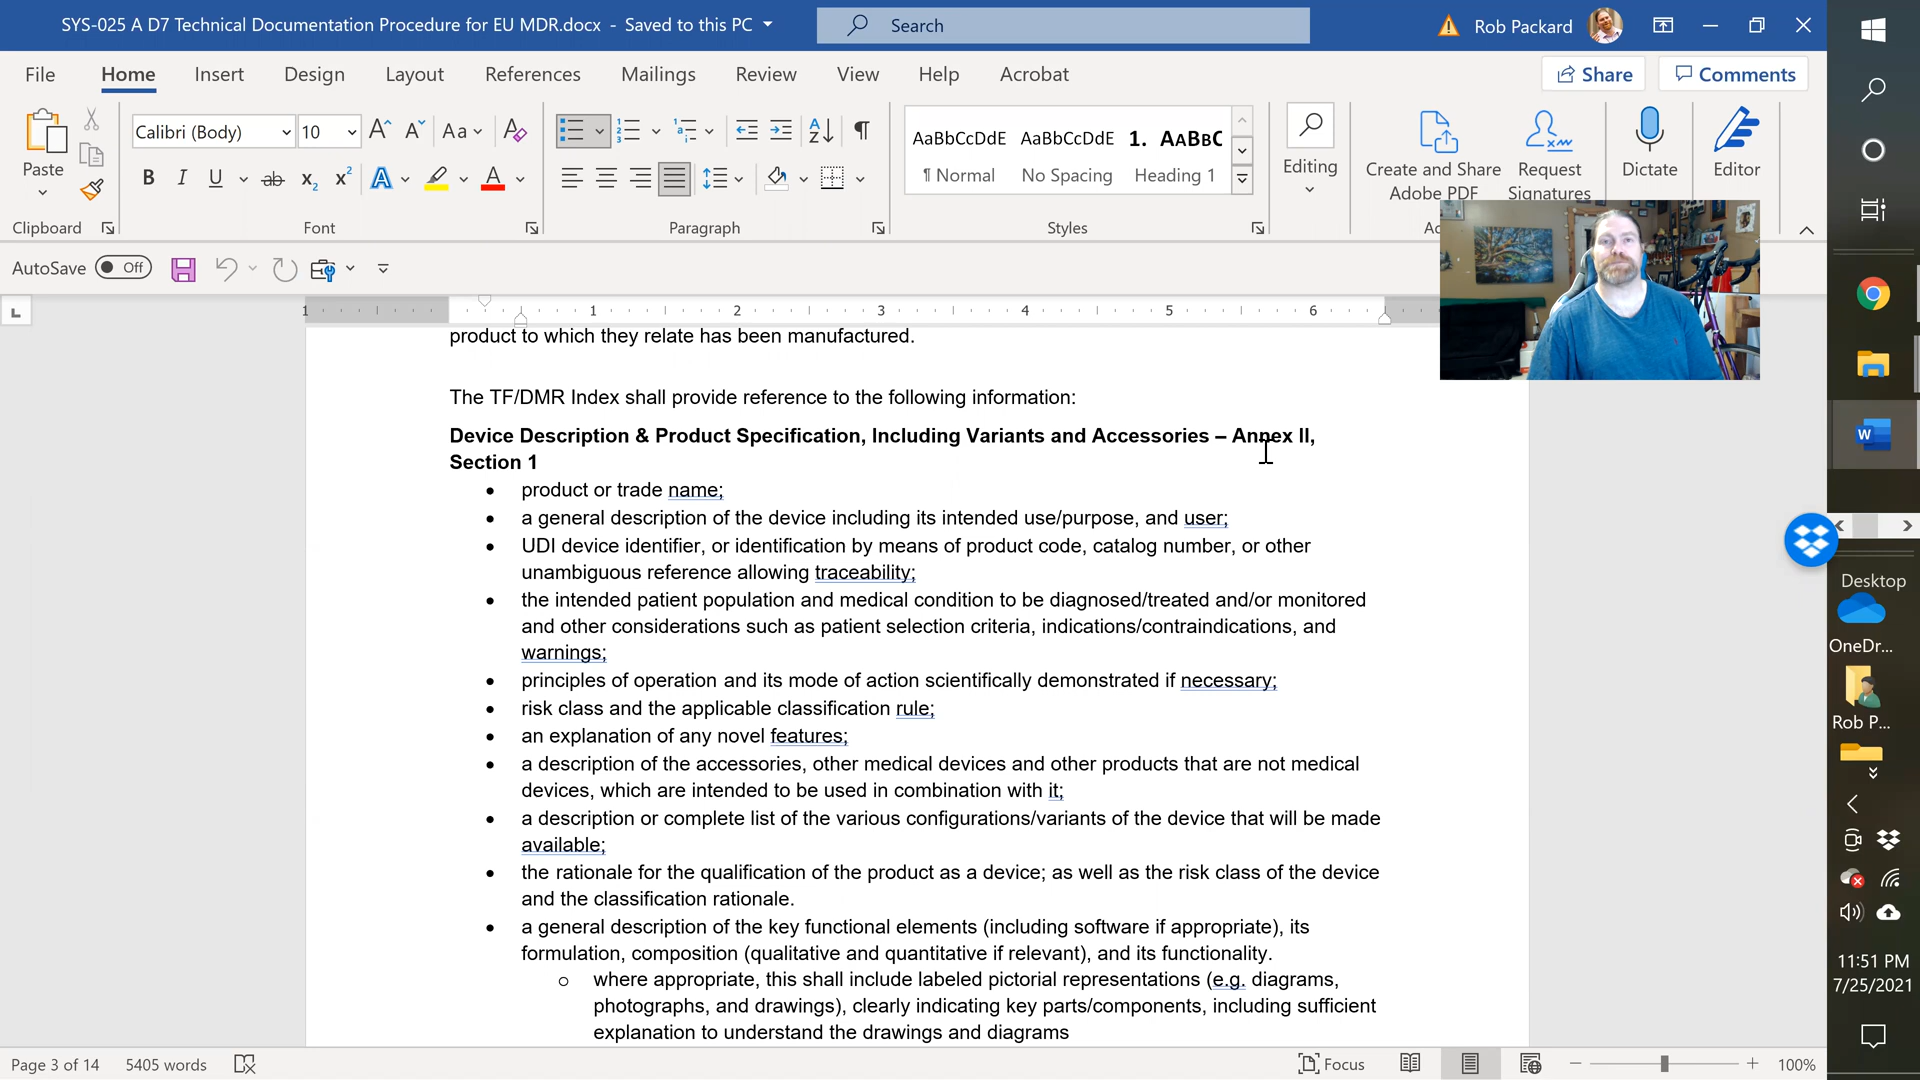 SYS-025 A D7 Technical Documentation Procedure for EU MDR.docx - Saved to this PC
Search
Rob Packard
File Home Insert Design Layout References Mailings Review View Help Acrobat
Share Comments
Paste
Calibri (Body) 10
AaBbCcDdE AaBbCcDdE 1. AABBC
¶ Normal No Spacing Heading 1
Editing
Create and Share
Adobe PDF
Request
Signatures
Dictate
Editor
Clipboard Font Paragraph Styles
AutoSave Off
1 1 2 3 4 5 6
product to which they relate has been manufactured.
The TF/DMR Index shall provide reference to the following information:
Device Description & Product Specification, Including Variants and Accessories – Annex II,
Section 1
• product or trade name;
• a general description of the device including its intended use/purpose, and user;
• UDI device identifier, or identification by means of product code, catalog number, or other
unambiguous reference allowing traceability;
• the intended patient population and medical condition to be diagnosed/treated and/or monitored
and other considerations such as patient selection criteria, indications/contraindications, and
warnings;
• principles of operation and its mode of action scientifically demonstrated if necessary;
• risk class and the applicable classification rule;
• an explanation of any novel features;
• a description of the accessories, other medical devices and other products that are not medical
devices, which are intended to be used in combination with it;
• a description or complete list of the various configurations/variants of the device that will be made
available;
• the rationale for the qualification of the product as a device; as well as the risk class of the device
and the classification rationale.
• a general description of the key functional elements (including software if appropriate), its
formulation, composition (qualitative and quantitative if relevant), and its functionality.
o where appropriate, this shall include labeled pictorial representations (e.g. diagrams,
photographs, and drawings), clearly indicating key parts/components, including sufficient
explanation to understand the drawings and diagrams
Page 3 of 14 5405 words
Focus
100%
Desktop
OneDr...
Rob P...
11:51 PM
7/25/2021